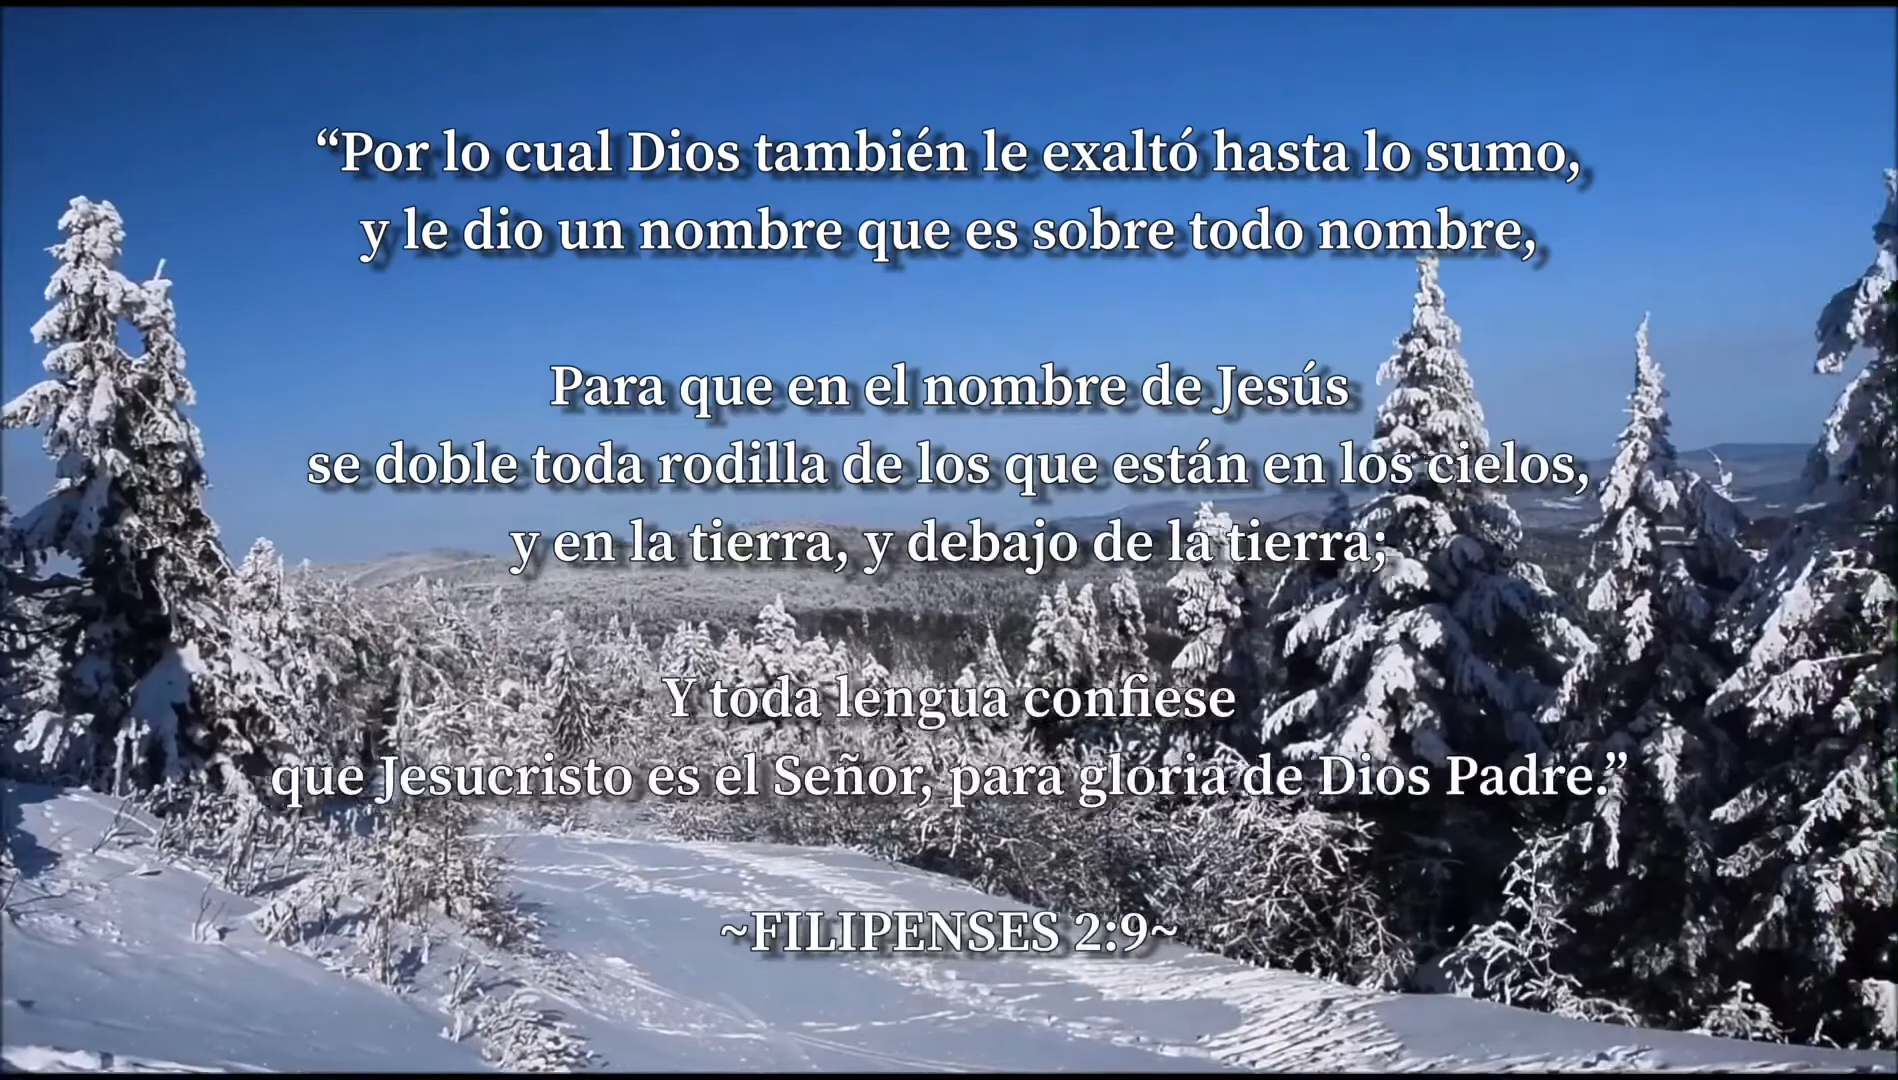 “Por lo cual Dios también le exaltó hasta lo sumo,
y le dio un nombre que es sobre todo nombre,
Para que en el nombre de Jesús
se doble toda rodilla de los que están en los cielos,
y en la tierra, y debajo de la tierra;
Y toda lengua confiese
que Jesucristo es el Señor, para gloria de Dios Padre.”
~FILIPENSES 2:9~